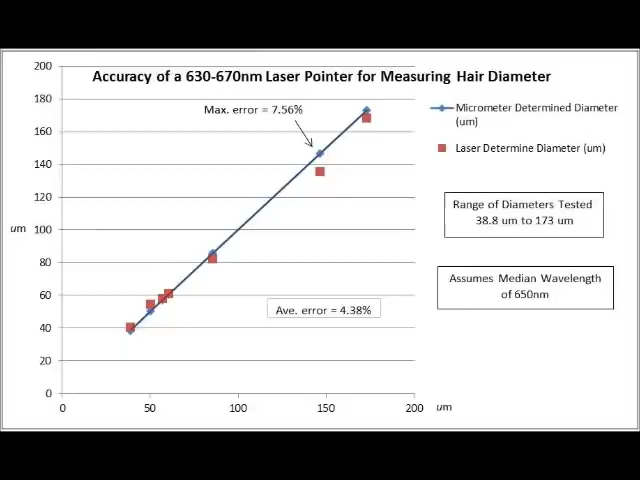 Accuracy of a 630-670nm Laser Pointer for Measuring Hair Diameter
Max. error = 7.56%
Micrometer Determined Diameter
(um)
Laser Determine Diameter (um)
Range of Diameters Tested
38.8 um to 173 um
Assumes Median Wavelength
of 650nm
Ave. error = 4.38%
um
200
180
160
140
120
100
80
60
40
20
0
0 50 100 150 200 um